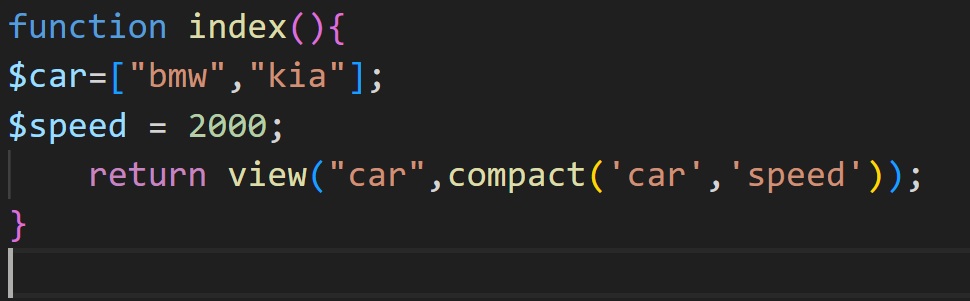 function index(){
$car=["bmw","kia"];
$speed = 2000;
    return view("car",compact('car','speed'));
}